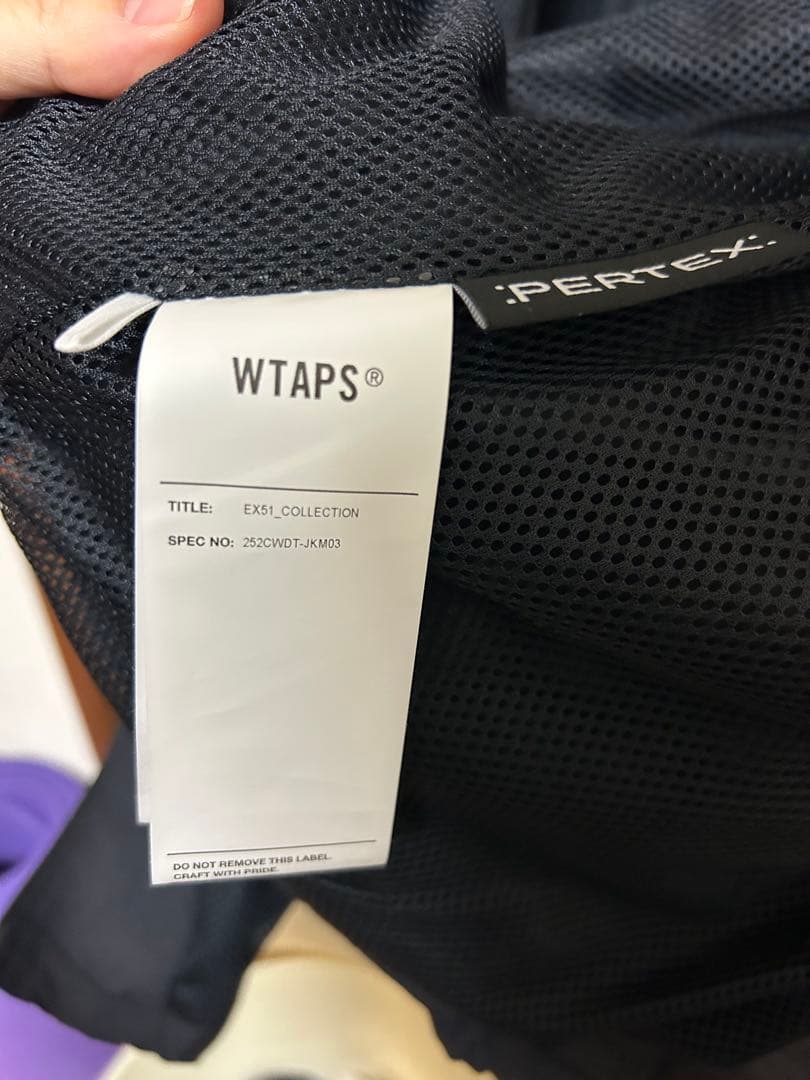 :PERTEX:
WTAPS®
TITLE: EX51_COLLECTION
SPEC NO: 252CWDT-JKM03
DO NOT REMOVE THIS LABEL.
CRAFT WITH PRIDE.